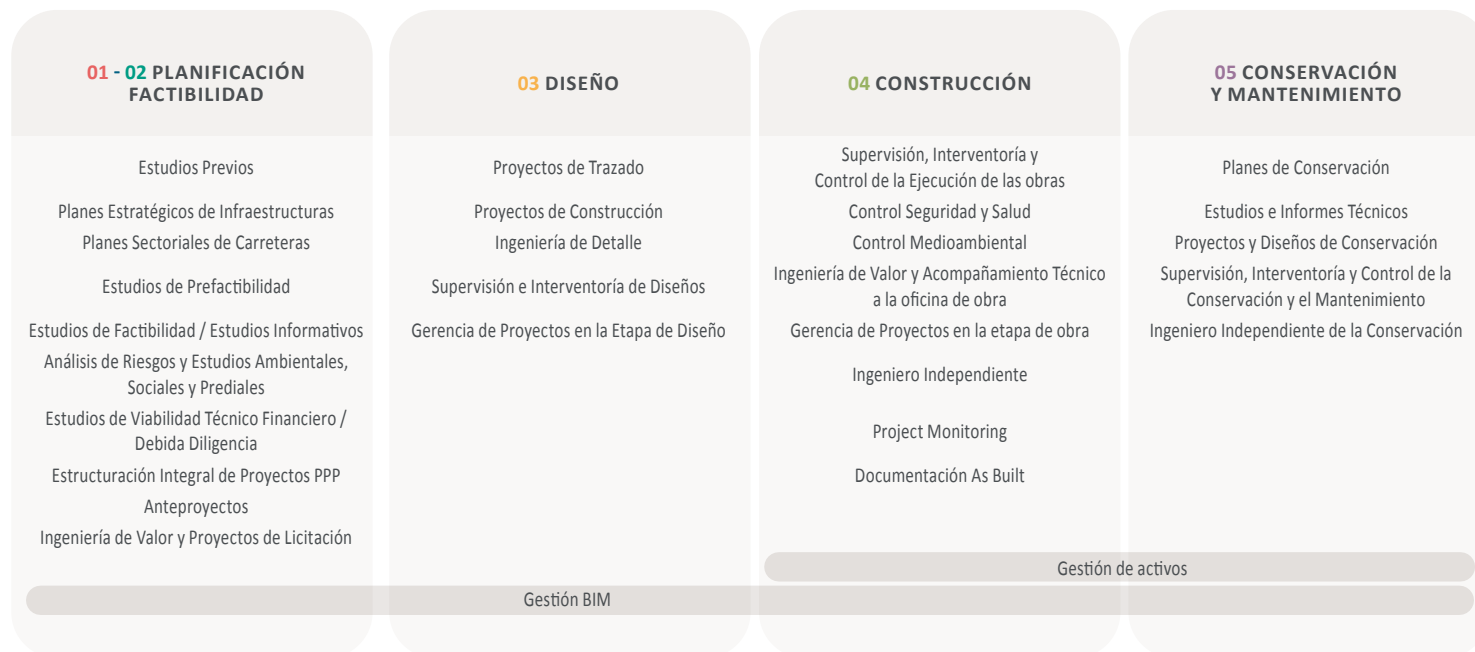 01 - 02 PLANIFICACIÓN
FACTIBILIDAD
Estudios Previos
Planes Estratégicos de Infraestructuras
Planes Sectoriales de Carreteras
Estudios de Prefactibilidad
Estudios de Factibilidad / Estudios Informativos
Análisis de Riesgos y Estudios Ambientales,
Sociales y Prediales
Estudios de Viabilidad Técnico Financiero /
Debida Diligencia
Estructuración Integral de Proyectos PPP
Anteproyectos
Ingeniería de Valor y Proyectos de Licitación
03 DISEÑO
Proyectos de Trazado
Proyectos de Construcción
Ingeniería de Detalle
Supervisión e Interventoría de Diseños
Gerencia de Proyectos en la Etapa de Diseño
04 CONSTRUCCIÓN
Supervisión, Interventoría y
Control de la Ejecución de las obras
Control Seguridad y Salud
Control Medioambiental
Ingeniería de Valor y Acompañamiento Técnico
a la oficina de obra
Gerencia de Proyectos en la etapa de obra
Ingeniero Independiente
Project Monitoring
Documentación As Built
05 CONSERVACIÓN
Y MANTENIMIENTO
Planes de Conservación
Estudios e Informes Técnicos
Proyectos y Diseños de Conservación
Supervisión, Interventoría y Control de la
Conservación y el Mantenimiento
Ingeniero Independiente de la Conservación
Gestión de activos
Gestión BIM